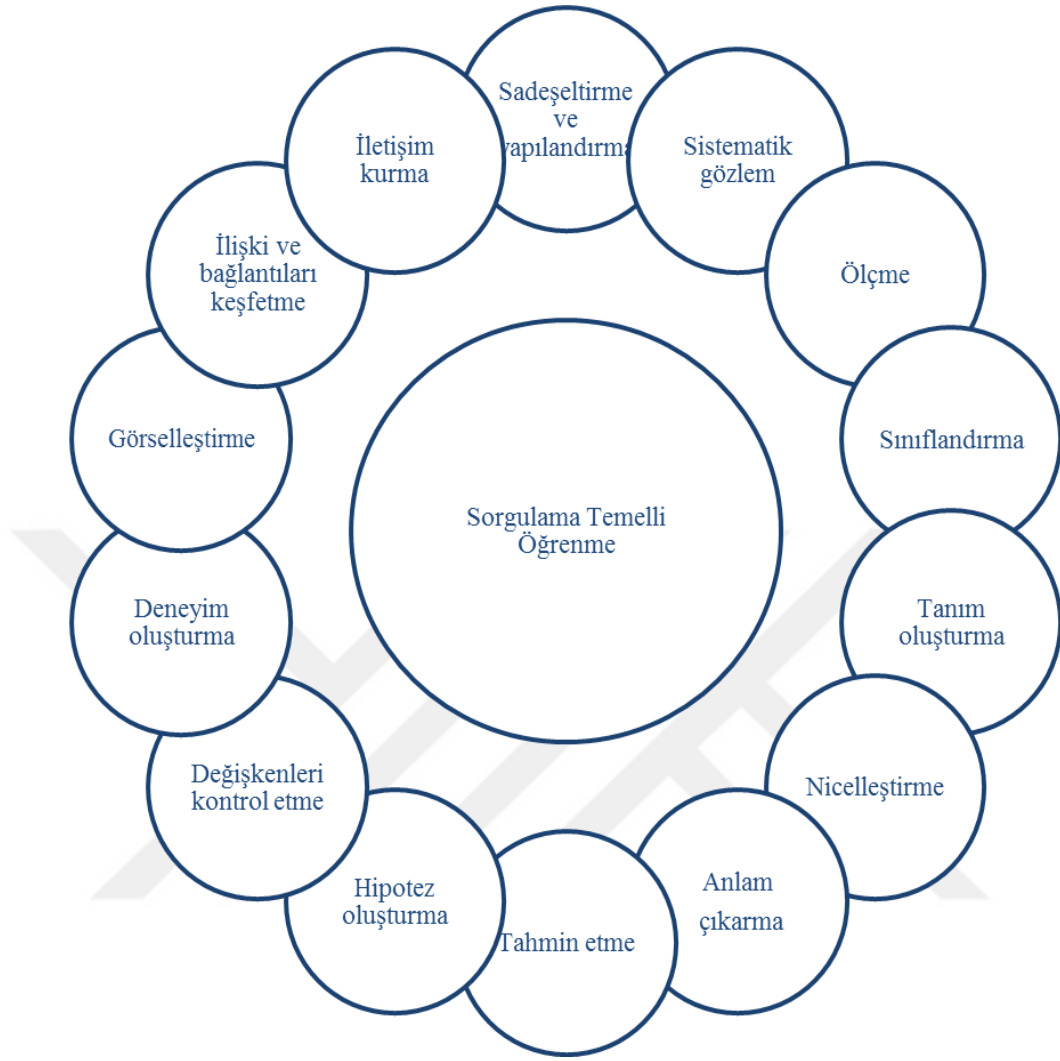 Sadeşeltirme
ve
yapılandırma
Sistematik
gözlem
Ölçme
Sınıflandırma
Tanım
oluşturma
Nicelleştirme
Anlam
çıkarma
Tahmin etme
Hipotez
oluşturma
Değişkenleri
kontrol etme
Deneyim
oluşturma
Görselleştirme
İlişki ve
bağlantıları
keşfetme
İletişim
kurma
Sorgulama Temelli
Öğrenme